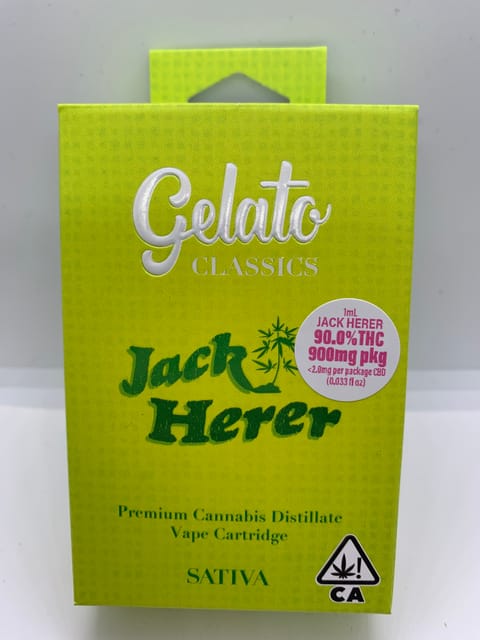 Gelato
CLASSICS
1mL
JACK HERER
90.0%THC
900mg pkg
<2.0mg per package CBD
(0.033 fl oz)
Jack
Herer
Premium Cannabis Distillate
Vape Cartridge
SATIVA
!
CA